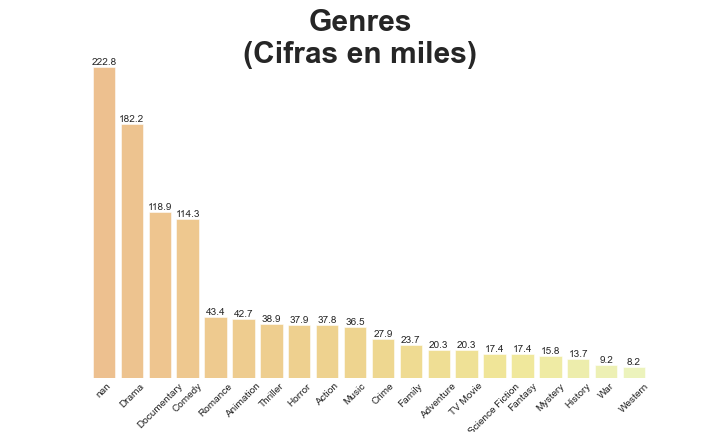 Genres
(Cifras en miles)
222.8
182.2
118.9
114.3
43.4
42.7
38.9
37.9
37.8
36.5
27.9
23.7
20.3
20.3
17.4
17.4
15.8
13.7
9.2
8.2
nan
Drama
Documentary
Comedy
Romance
Animation
Thriller
Horror
Action
Music
Crime
Family
Adventure
TV Movie
Science Fiction
Fantasy
Mystery
History
War
Western